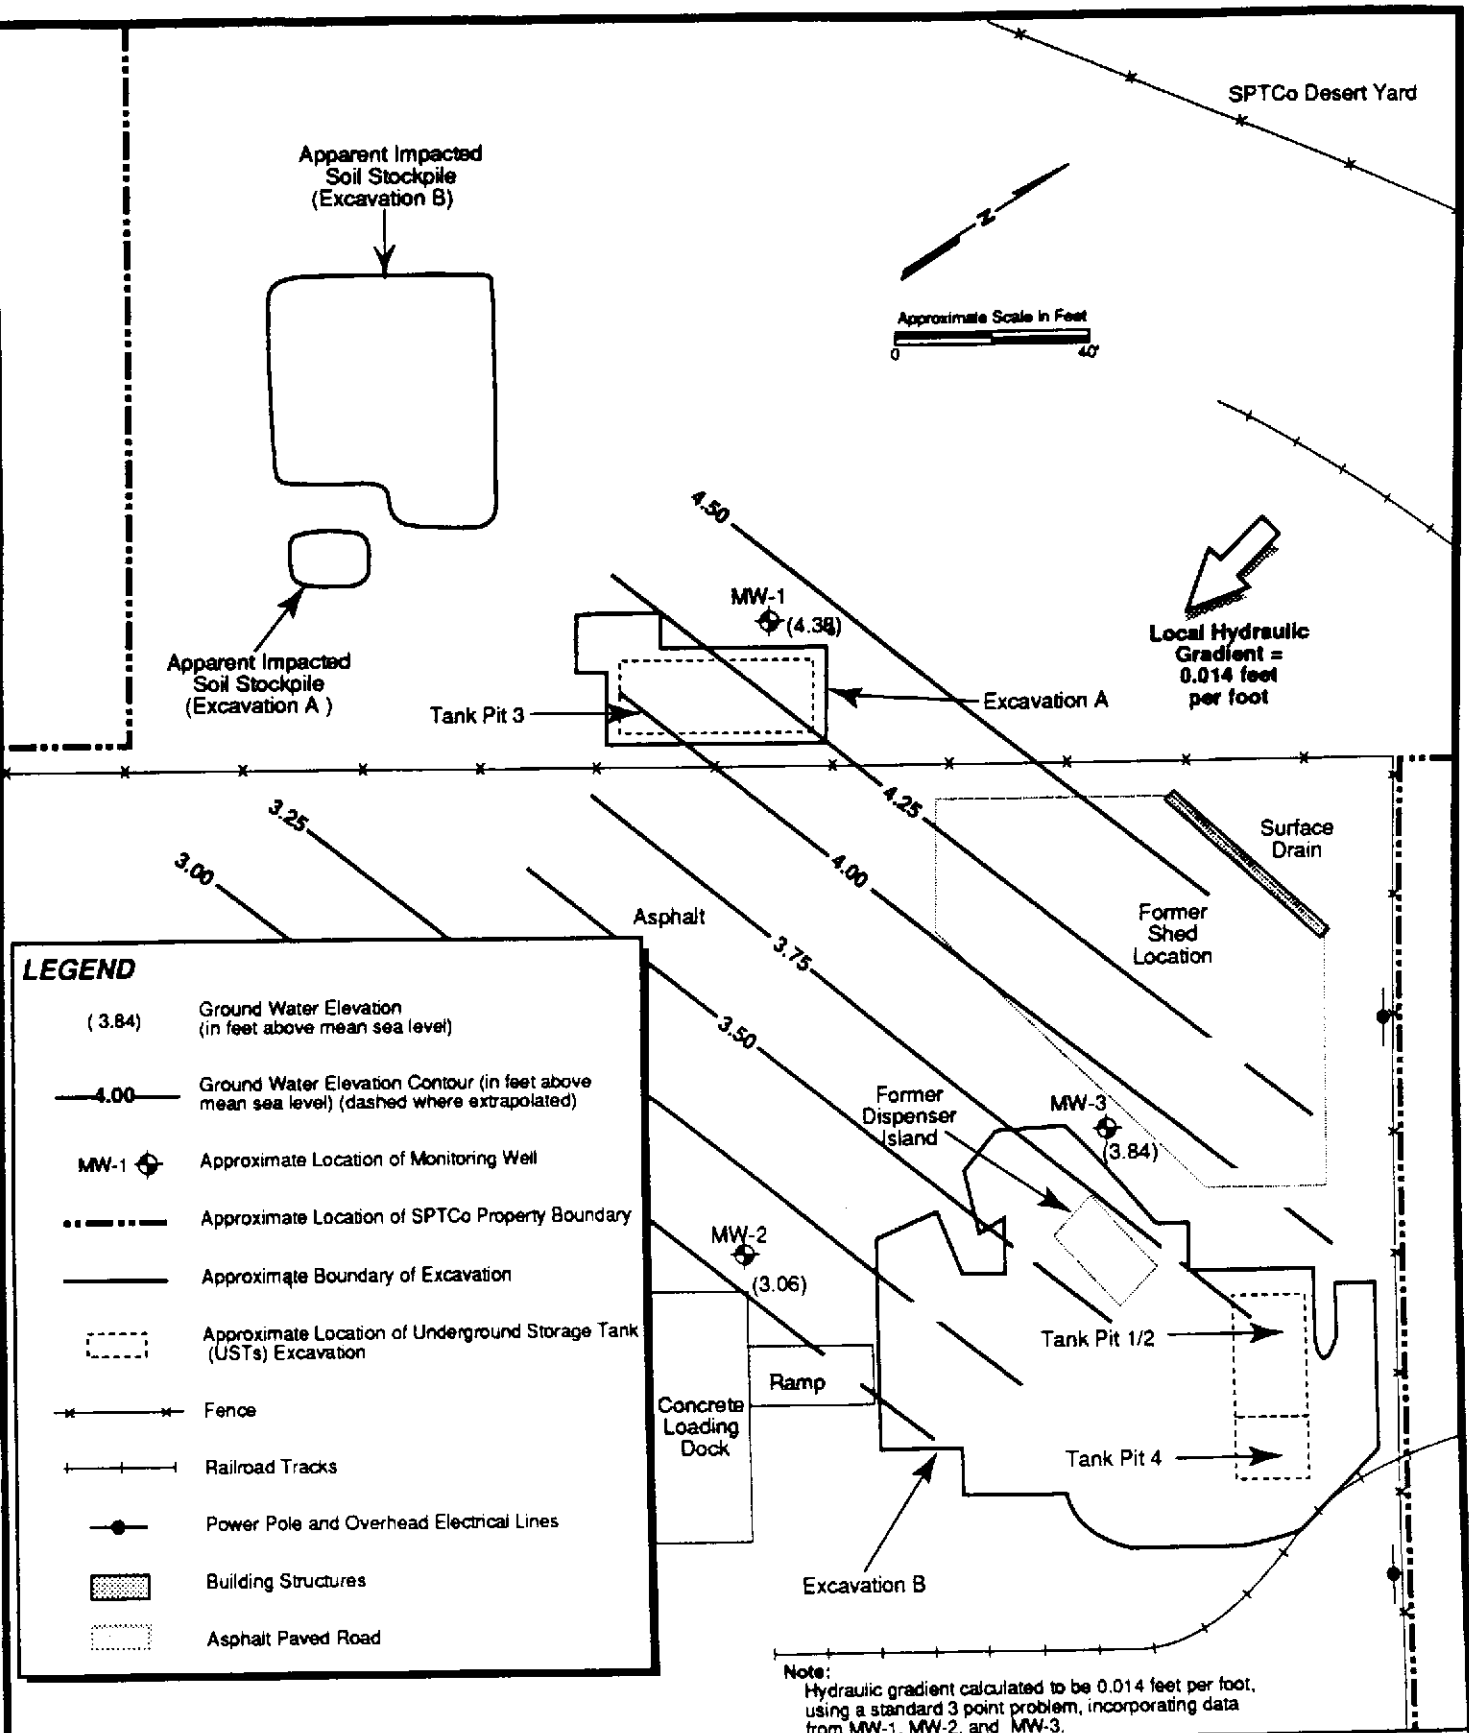 SPTCo Desert Yard
Apparent Impacted
Soil Stockpile
(Excavation B)
N
Approximate Scale in Feet
0 40'
4.50
MW-1
(4.38)
Local Hydraulic
Gradient =
0.014 feet
per foot
Apparent Impacted
Soil Stockpile
(Excavation A )
Tank Pit 3
Excavation A
3.25
3.00
4.25
4.00
Surface
Drain
Asphalt
Former
Shed
Location
3.75
3.50
Former
Dispenser
Island
MW-3
(3.84)
MW-2
(3.06)
Ramp
Concrete
Loading
Dock
Tank Pit 1/2
Tank Pit 4
Excavation B
LEGEND
( 3.84) Ground Water Elevation
(in feet above mean sea level)
4.00 Ground Water Elevation Contour (in feet above
mean sea level) (dashed where extrapolated)
MW-1 Approximate Location of Monitoring Well
Approximate Location of SPTCo Property Boundary
Approximate Boundary of Excavation
Approximate Location of Underground Storage Tank
(USTs) Excavation
Fence
Railroad Tracks
Power Pole and Overhead Electrical Lines
Building Structures
Asphalt Paved Road
Note:
Hydraulic gradient calculated to be 0.014 feet per foot,
using a standard 3 point problem, incorporating data
from MW-1, MW-2, and MW-3.